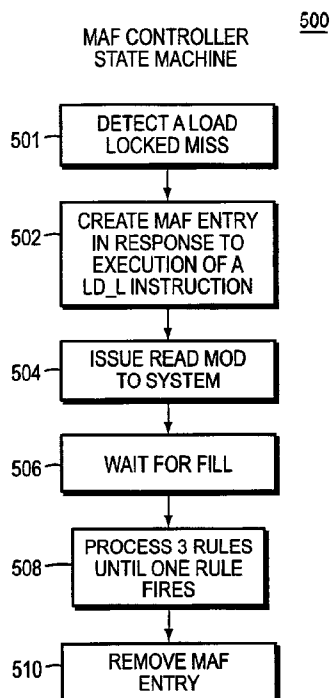 500
MAF CONTROLLER
STATE MACHINE
501
DETECT A LOAD
LOCKED MISS
502
CREATE MAF ENTRY
IN RESPONSE TO
EXECUTION OF A
LD_L INSTRUCTION
504
ISSUE READ MOD
TO SYSTEM
506
WAIT FOR FILL
508
PROCESS 3 RULES
UNTIL ONE RULE
FIRES
510
REMOVE MAF
ENTRY